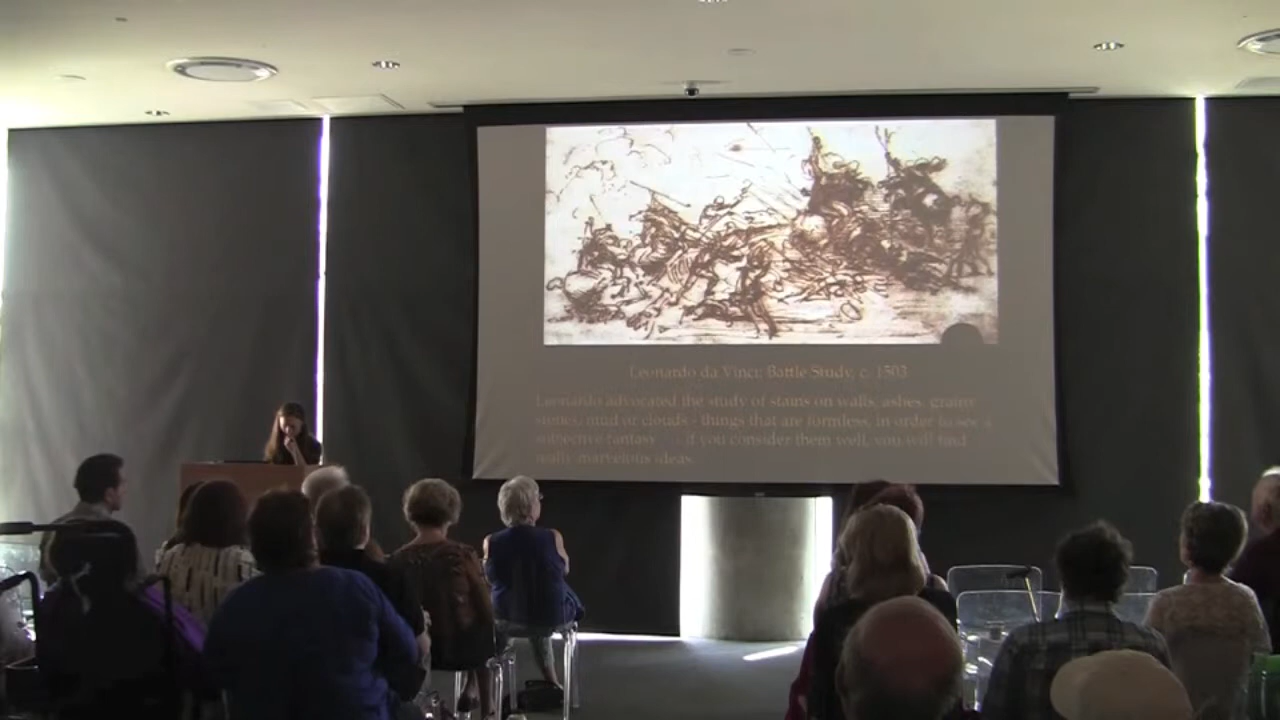 Leonardo da Vinci: Battle Study, c. 1503
Leonardo advocated the study of stains on walls, ashes, grainy
stones, mud or clouds - things that are formless, in order to see a
subjective fantasy . . . if you consider them well, you will find
really marvelous ideas.